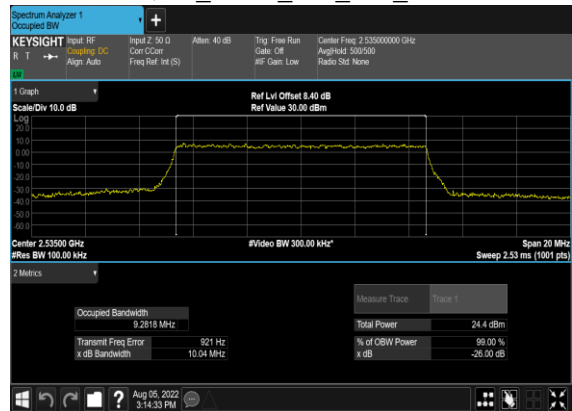 Spectrum Analyzer 1
Occupied BW
+
KEYSIGHT
R T
LW
Input: RF
Coupling: DC
Align: Auto
Input Z: 50 Ω
Corr CCorr
Freq Ref: Int (S)
Atten: 40 dB
Trig: Free Run
Gate: Off
#IF Gain: Low
Center Freq: 2.535000000 GHz
Avg|Hold: 500/500
Radio Std: None
1 Graph
Scale/Div 10.0 dB
Ref Lvl Offset 8.40 dB
Ref Value 30.00 dBm
Log
20.0
10.0
0.00
-10.0
-20.0
-30.0
-40.0
-50.0
-60.0
Center 2.53500 GHz
#Res BW 100.00 kHz
#Video BW 300.00 kHz*
Span 20 MHz
Sweep 2.53 ms (1001 pts)
2 Metrics
Measure Trace Trace 1
Occupied Bandwidth
9.2818 MHz
Total Power 24.4 dBm
Transmit Freq Error 921 Hz
x dB Bandwidth 10.04 MHz
% of OBW Power 99.00 %
x dB -26.00 dB
?
Aug 05, 2022
3:14:33 PM